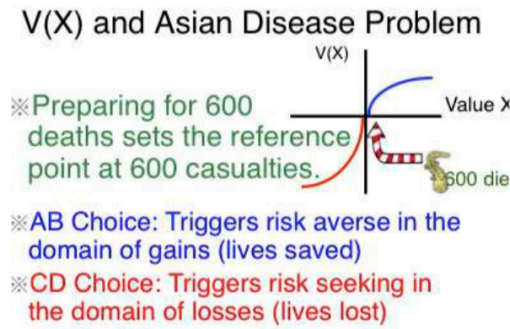 V(X) and Asian Disease Problem
V(X)
Value X
※Preparing for 600
deaths sets the reference
point at 600 casualties.
600 die
※AB Choice: Triggers risk averse in the
domain of gains (lives saved)
※CD Choice: Triggers risk seeking in
the domain of losses (lives lost)